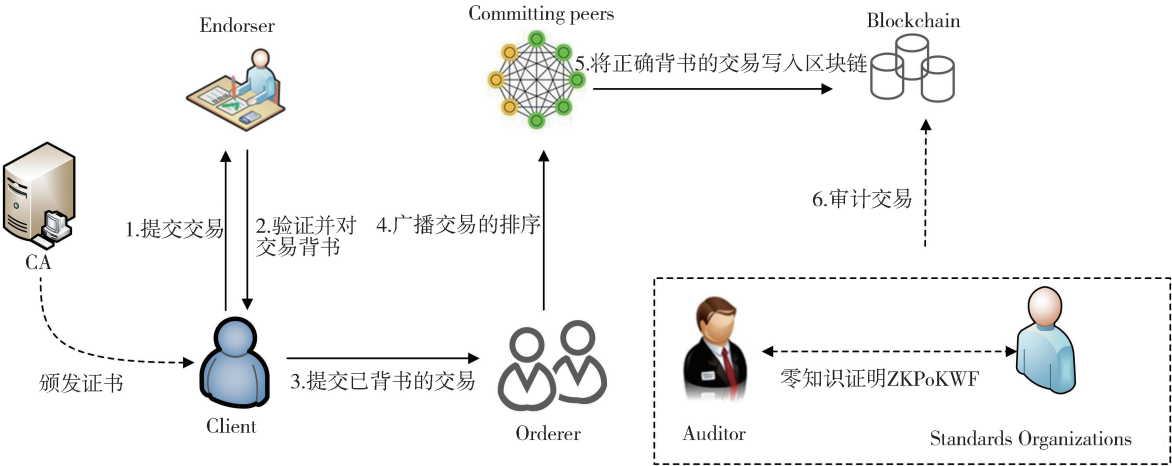 Endorser
Committing peers
Blockchain
5.将正确背书的交易写入区块链
1.提交交易
2.验证并对
交易背书
4.广播交易的排序
6.审计交易
CA
颁发证书
3.提交已背书的交易
零知识证明ZKPoKWF
Client
Orderer
Auditor
Standards Organizations